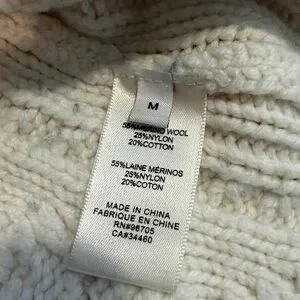 M
55%MERINO WOOL
25%NYLON
20%COTTON
55%LAINE MÉRINOS
25%NYLON
20%COTON
MADE IN CHINA
FABRIQUE EN CHINE
RN#96705
CA#34460